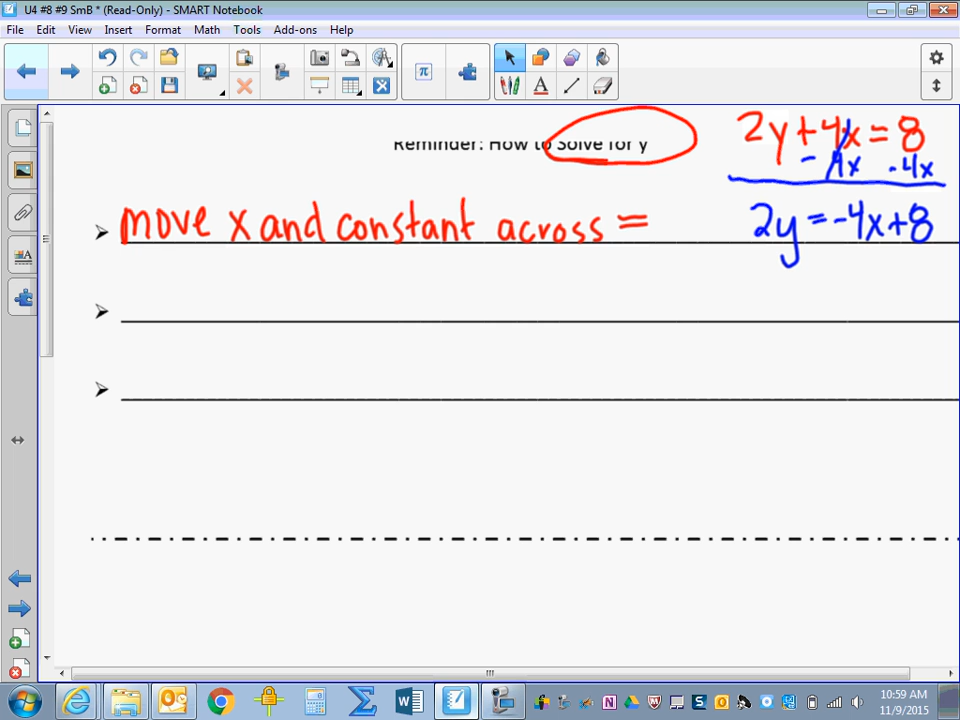 U4 #8 #9 SmB * (Read-Only) - SMART Notebook
File Edit View Insert Format Math Tools Add-ons Help
Reminder: How to Solve for y
2y+4x=8
-4x -4x
move x and constant across =
2y=-4x+8
10:59 AM
11/9/2015